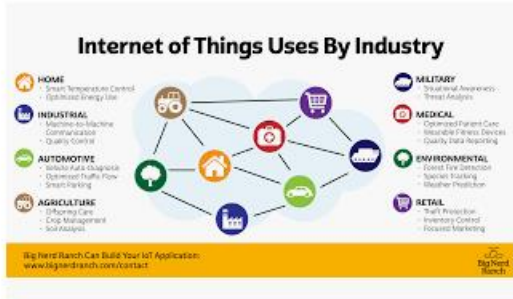 Internet of Things Uses By Industry
HOME
- Smart Temperature Control
- Optimized Energy Use
INDUSTRIAL
- Machine-to-Machine
Communication
- Quality Control
AUTOMOTIVE
- Vehicle Auto-Diagnose
- Optimized Traffic Flow
- Smart Parking
AGRICULTURE
- Offspring Care
- Crop Management
- Soil Analysis
MILITARY
- Situational Awareness
- Threat Analysis
MEDICAL
- Optimized Patient Care
- Wearable Fitness Devices
- Quality Data Reporting
ENVIRONMENTAL
- Forest Fire Detection
- Species Tracking
- Weather Prediction
RETAIL
- Theft Protection
- Inventory Control
- Focused Marketing
Big Nerd Ranch Can Build Your IoT Application:
www.bignerdranch.com/contact
Big Nerd
Ranch